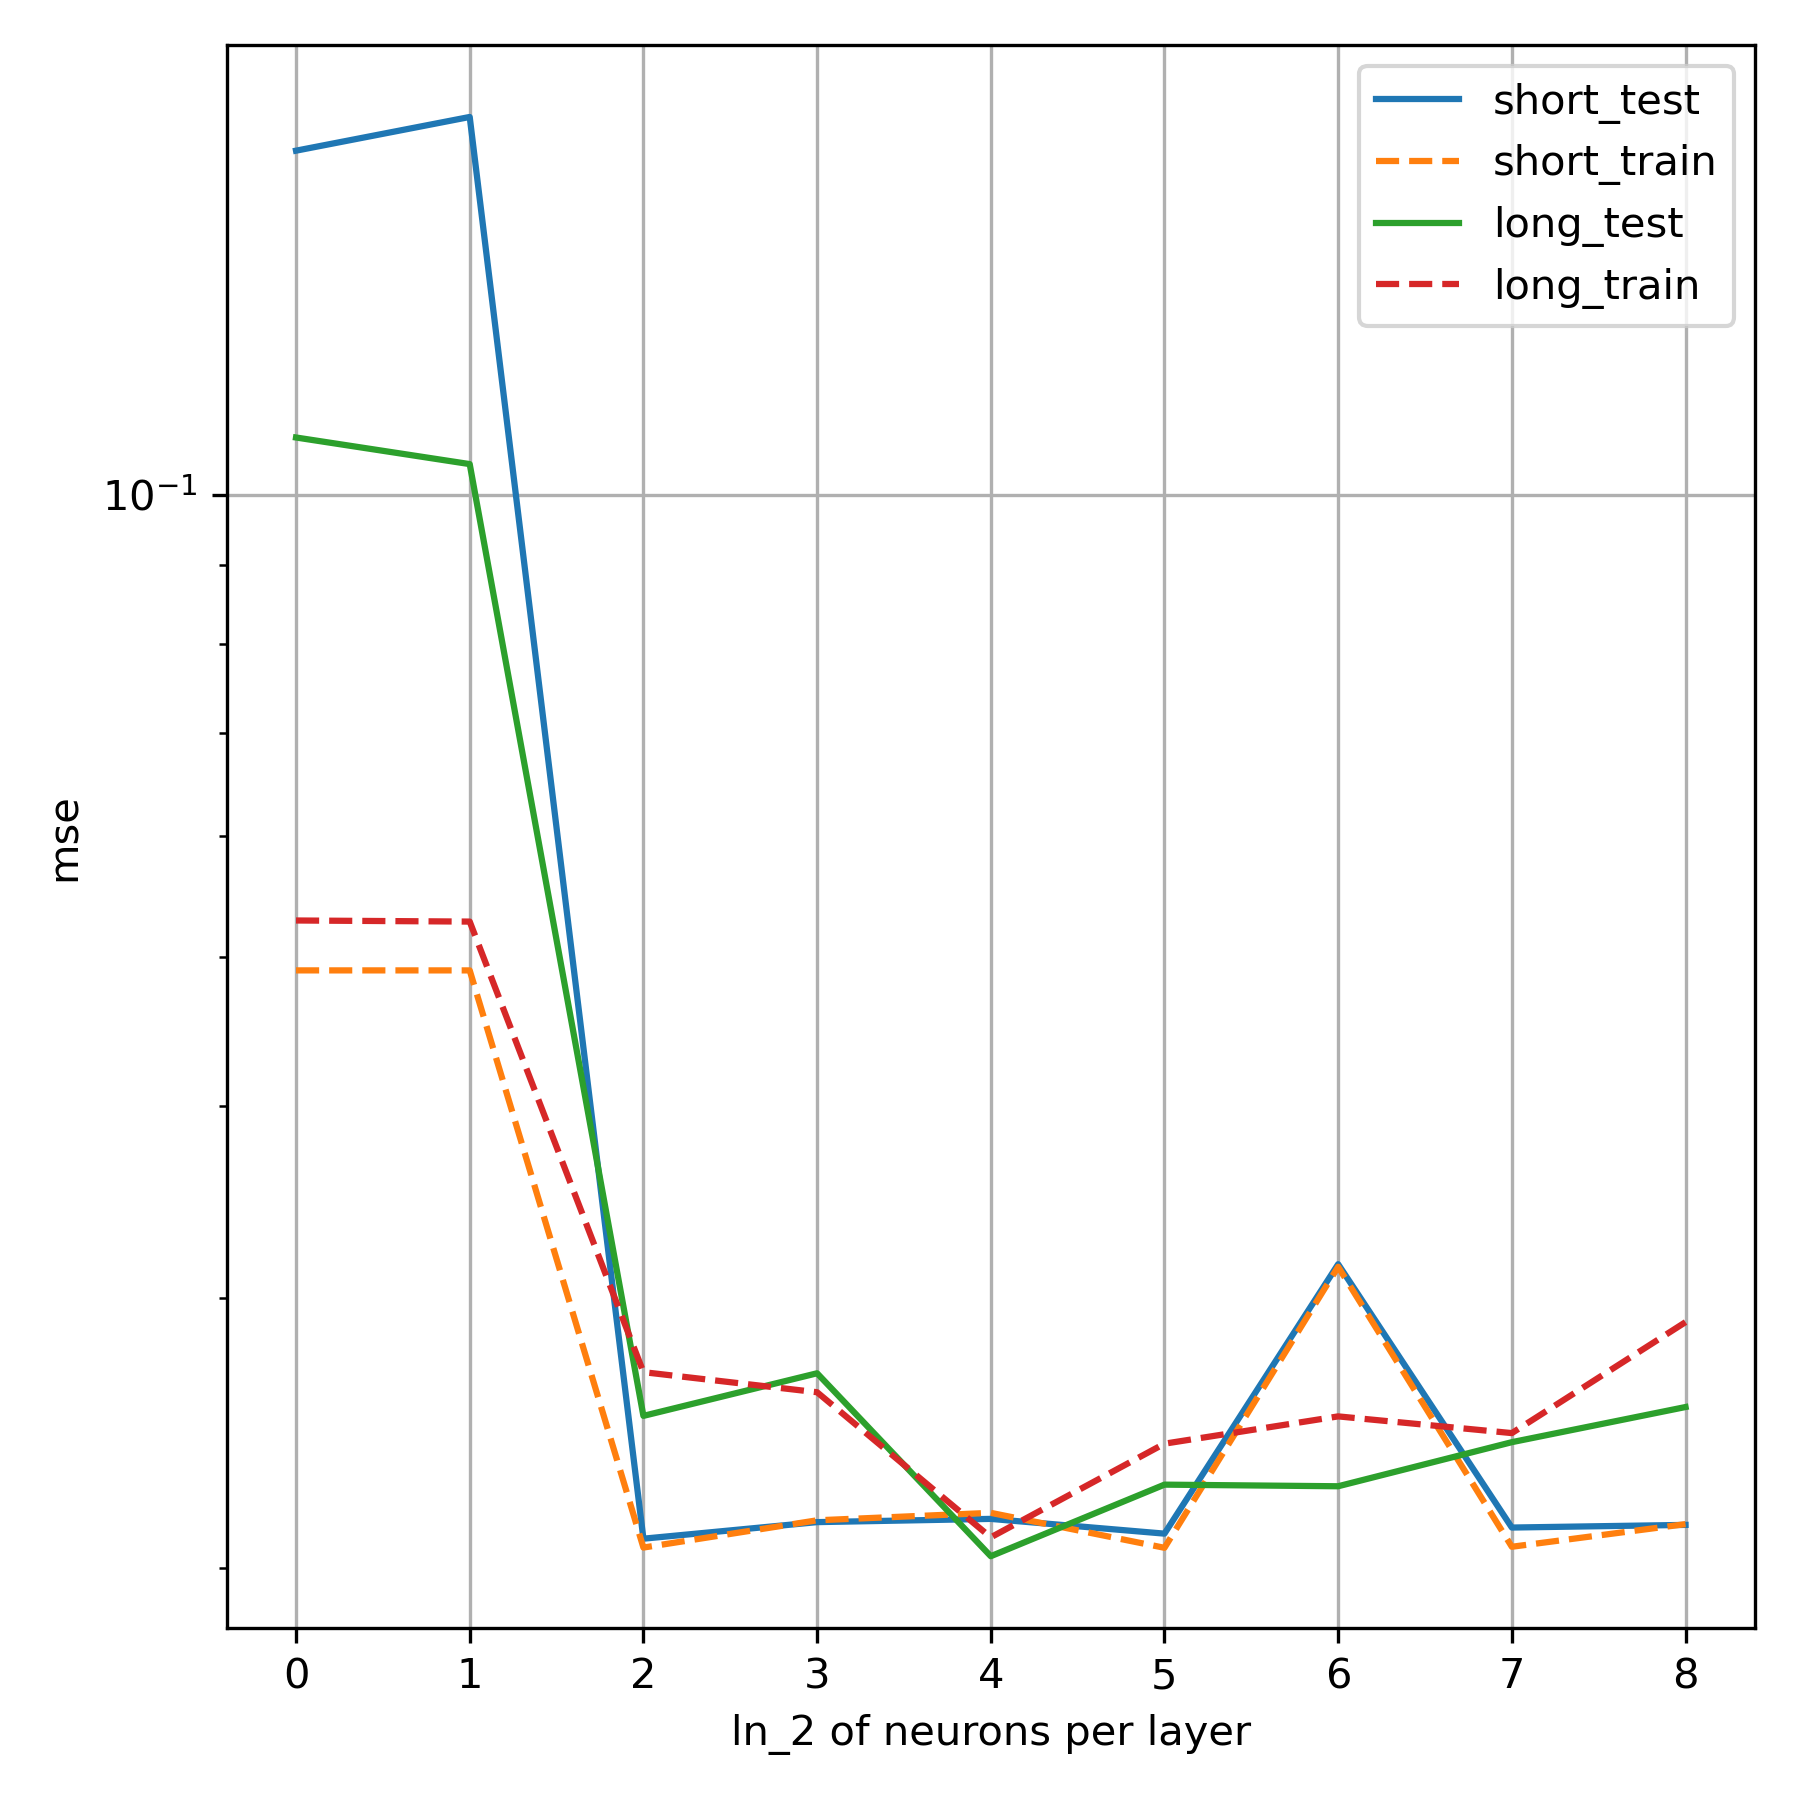 short_test
short_train
long_test
long_train
10⁻¹
mse
0 1 2 3 4 5 6 7 8
ln_2 of neurons per layer